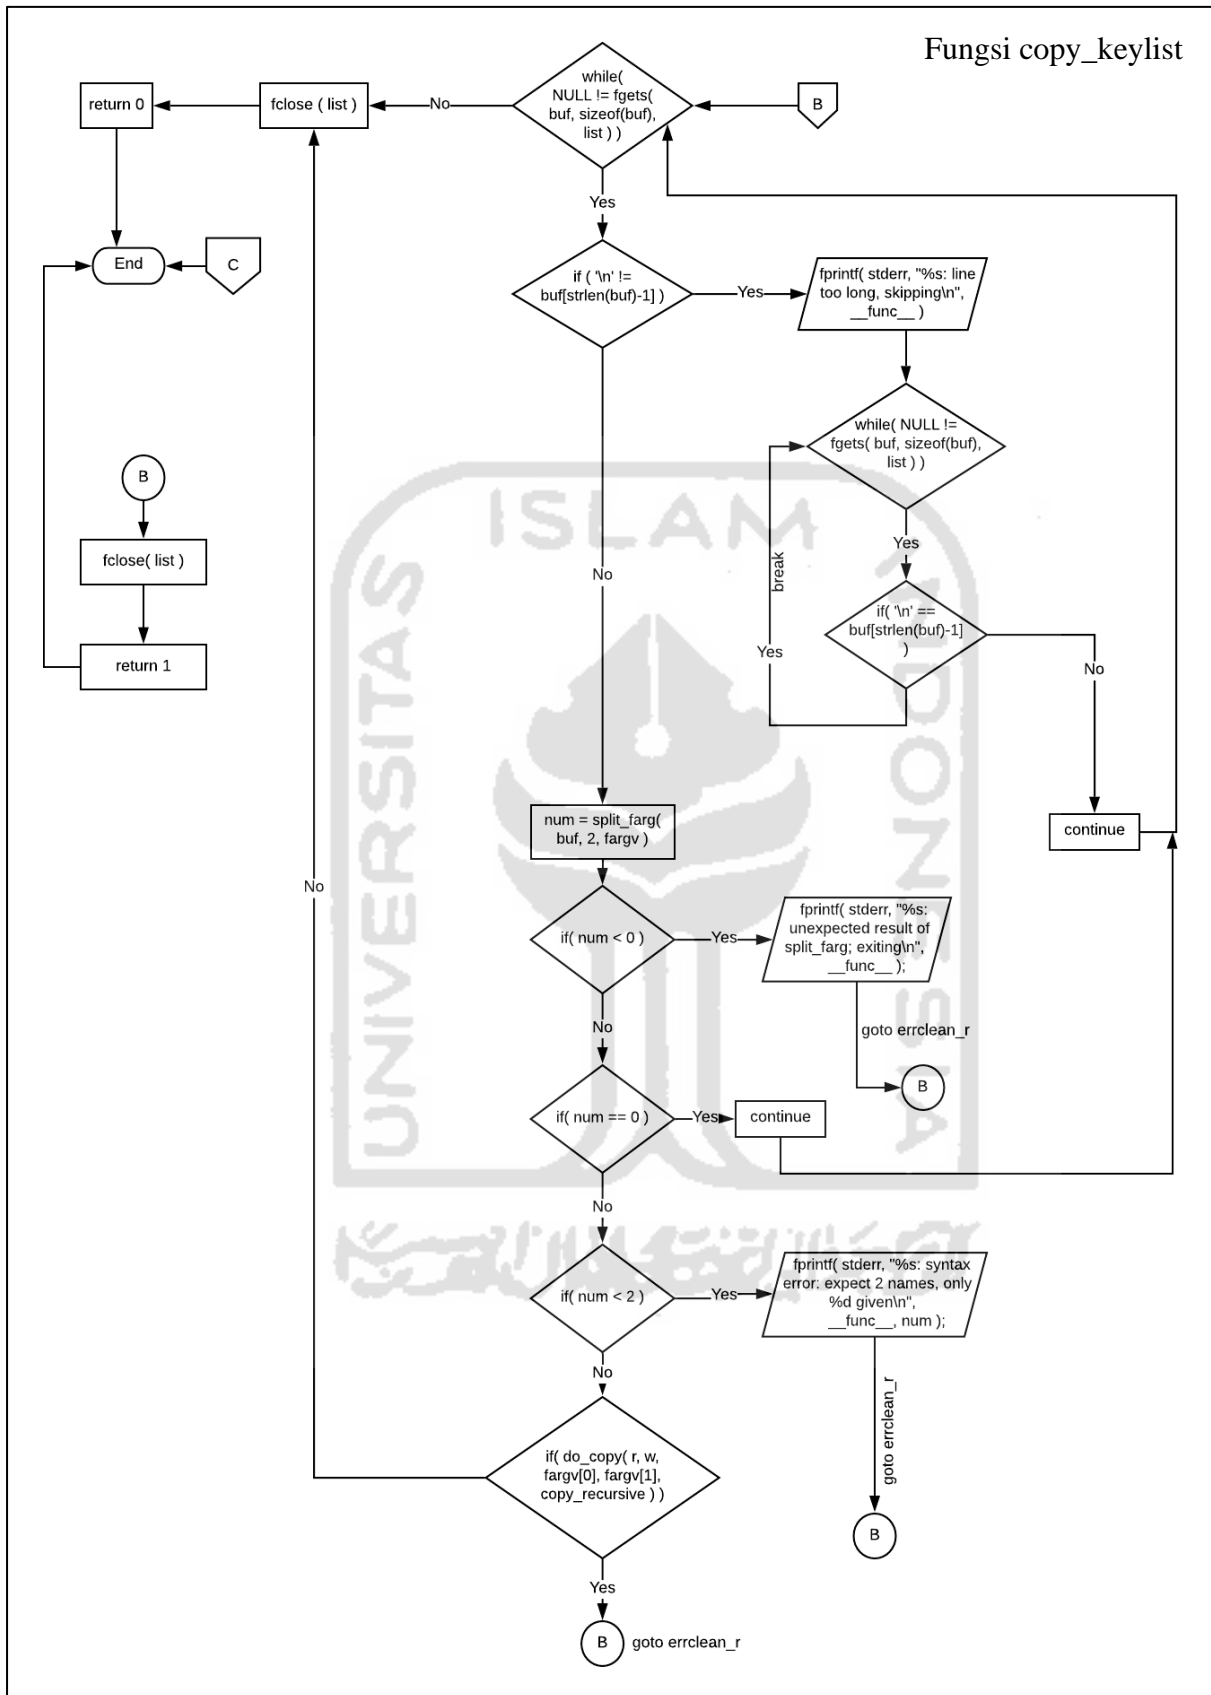 Fungsi copy_keylist
while(
NULL != fgets(
buf, sizeof(buf),
list ) )
B
No
fclose ( list )
return 0
Yes
End
C
if ( '\n' !=
buf[strlen(buf)-1] )
Yes
fprintf( stderr, "%s: line
too long, skipping\n",
__func__ )
while( NULL !=
fgets( buf, sizeof(buf),
list ) )
B
Yes
fclose( list )
No
break
if( '\n' ==
buf[strlen(buf)-1]
)
Yes
return 1
No
num = split_farg(
buf, 2, fargv )
continue
No
fprintf( stderr, "%s:
unexpected result of
split_farg; exiting\n",
__func__ );
if( num < 0 )
Yes
No
goto errclean_r
B
if( num == 0 )
Yes
continue
No
if( num < 2 )
Yes
fprintf( stderr, "%s: syntax
error: expect 2 names, only
%d given\n",
__func__, num );
No
goto errclean_r
if( do_copy( r, w,
fargv[0], fargv[1],
copy_recursive ) )
B
Yes
B
goto errclean_r
UNIVERSITAS
ISLAM
INDONESIA